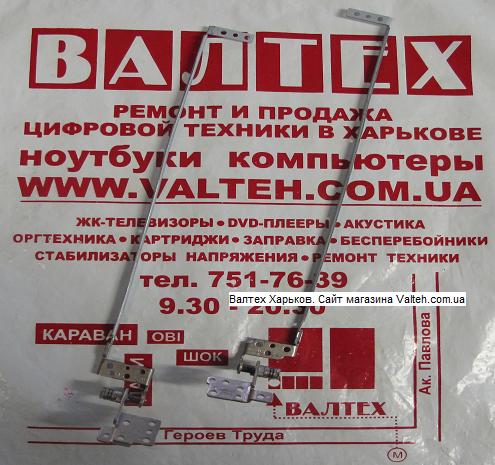 ВАЛТЕХ
РЕМОНТ И ПРОДАЖА
ЦИФРОВОЙ ТЕХНИКИ В ХАРЬКОВЕ
ноутбуки компьютеры
WWW.VALTEH.COM.UA
ЖК-ТЕЛЕВИЗОРЫ • DVD-ПЛЕЕРЫ • АКУСТИКА
ОРГТЕХНИКА • КАРТРИДЖИ • ЗАПРАВКА • БЕСПЕРЕБОЙНИКИ
СТАБИЛИЗАТОРЫ НАПРЯЖЕНИЯ • РЕМОНТ ТЕХНИКИ
тел. 751-76-39
9.30 - 20.30
Валтех Харьков. Сайт магазина Valteh.com.ua
КАРАВАН
ОВІ
ШОК
Ак. Павлова
ВАЛТЕХ
Героев Труда
М